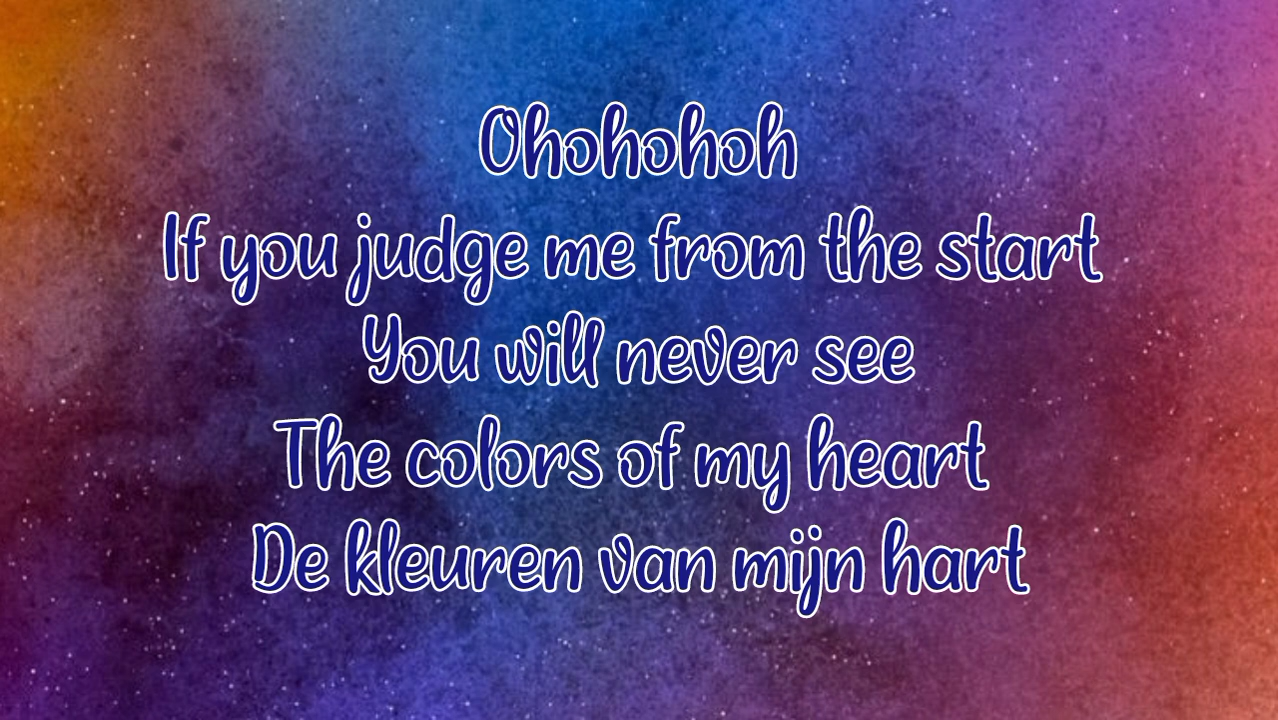 Ohohohoh
If you judge me from the start
You will never see
The colors of my heart
De kleuren van mijn hart